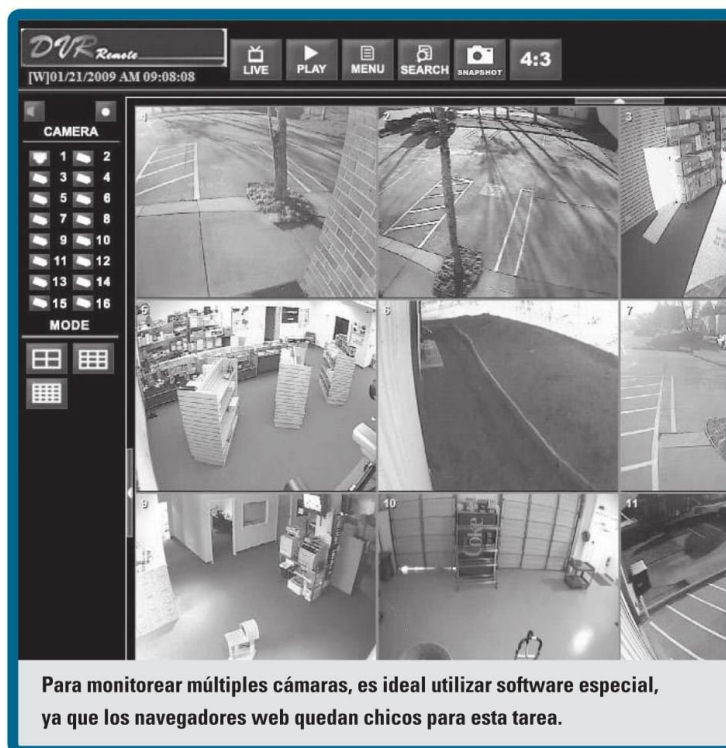 DVR Remote
[W]01/21/2009 AM 09:08:08
LIVE PLAY MENU SEARCH SNAPSHOT 4:3
CAMERA
1 2
3 4
5 6
7 8
9 10
11 12
13 14
15 16
MODE
1 2 3
5 6 7
9 10 11
Coke
Para monitorear múltiples cámaras, es ideal utilizar software especial,
ya que los navegadores web quedan chicos para esta tarea.